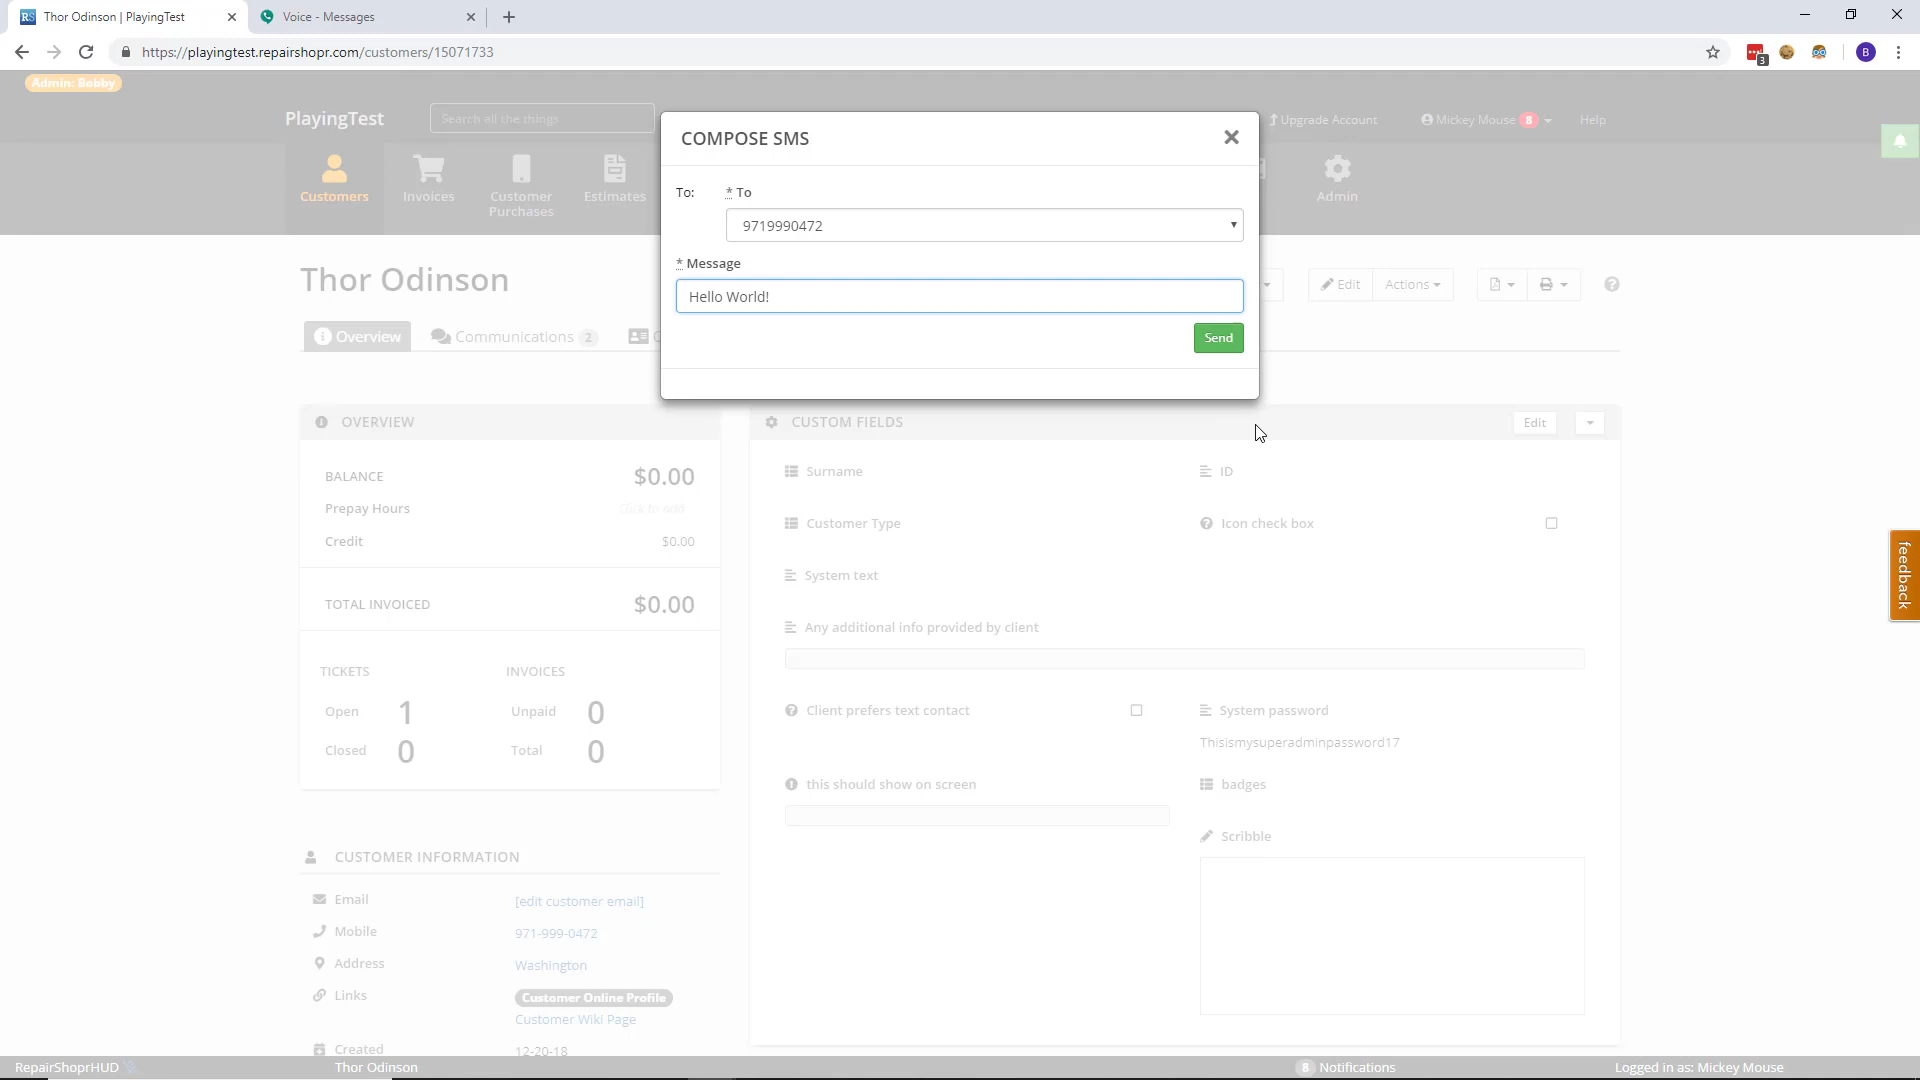 Thor Odinson | PlayingTest
Voice - Messages
https://playingtest.repairshopr.com/customers/15071733
3
B
Admin: Bobby
PlayingTest
Search all the things
Upgrade Account
Mickey Mouse 8
Help
Customers
Invoices
Customer Purchases
Estimates
Admin
COMPOSE SMS
To:
* To
9719990472
* Message
Hello World!
Send
Thor Odinson
Edit
Actions
Overview
Communications 2
OVERVIEW
BALANCE $0.00
Prepay Hours Click to add
Credit $0.00
TOTAL INVOICED $0.00
TICKETS
INVOICES
Open 1
Unpaid 0
Closed 0
Total 0
CUSTOM FIELDS
Edit
Surname
ID
Customer Type
Icon check box
System text
Any additional info provided by client
Client prefers text contact
System password
Thisismysuperadminpassword17
this should show on screen
badges
Scribble
CUSTOMER INFORMATION
Email [edit customer email]
Mobile 971-999-0472
Address Washington
Links Customer Online Profile
Customer Wiki Page
Created 12-20-18
feedback
RepairShoprHUD
Thor Odinson
8 Notifications
Logged in as: Mickey Mouse